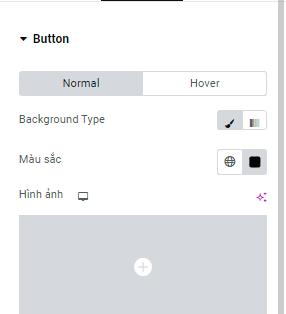 Button
Normal
Hover
Background Type
Màu sắc
Hình ảnh